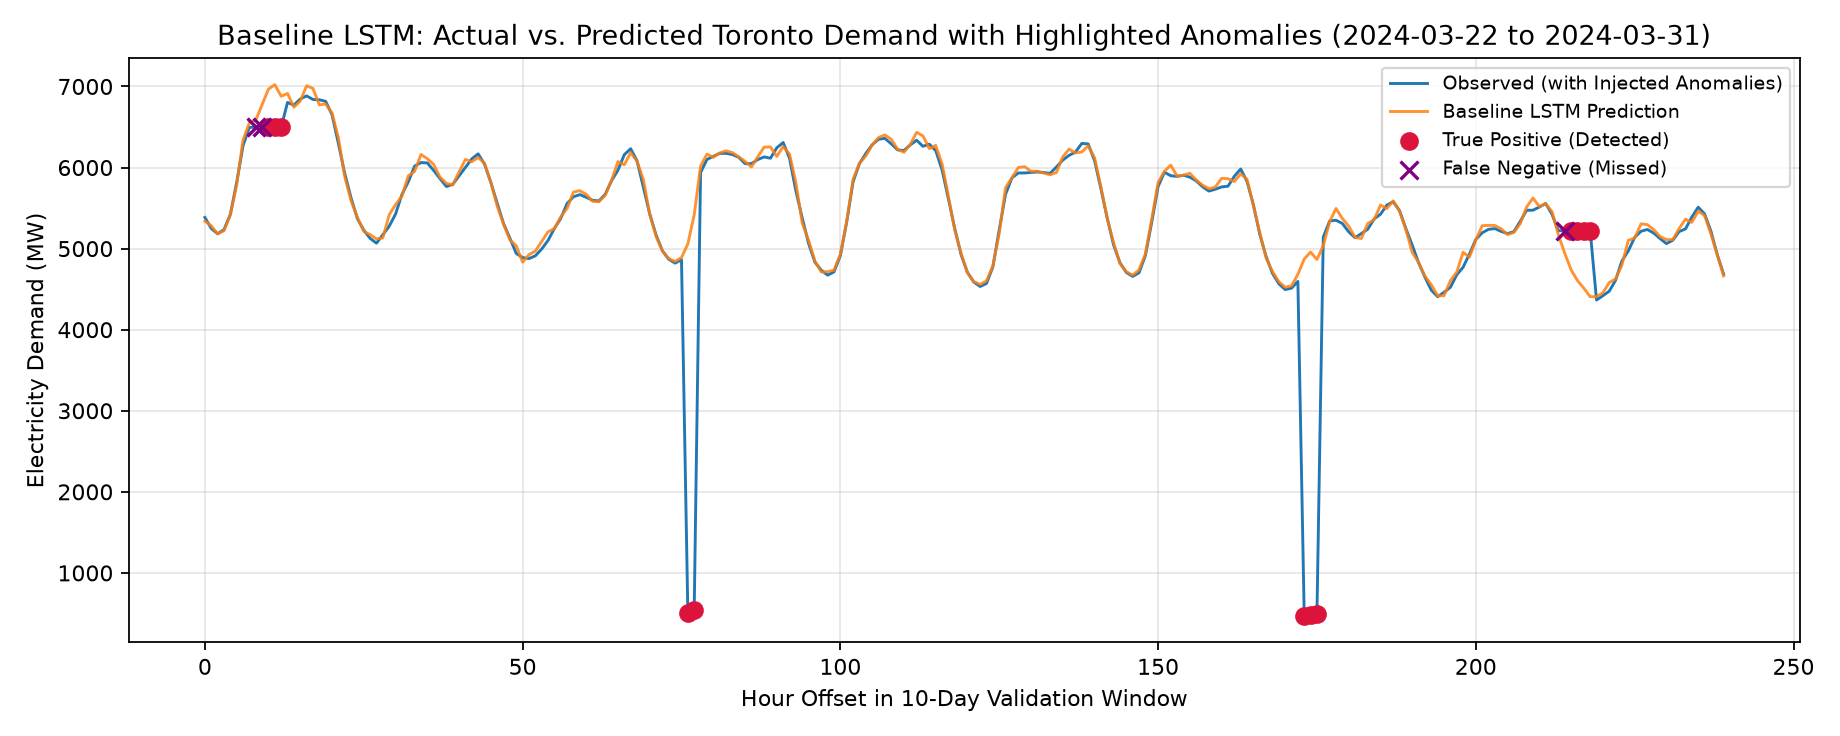 Baseline LSTM: Actual vs. Predicted Toronto Demand with Highlighted Anomalies (2024-03-22 to 2024-03-31)
Observed (with Injected Anomalies)
Baseline LSTM Prediction
True Positive (Detected)
False Negative (Missed)
Electricity Demand (MW)
7000
6000
5000
4000
3000
2000
1000
0 50 100 150 200 250
Hour Offset in 10-Day Validation Window